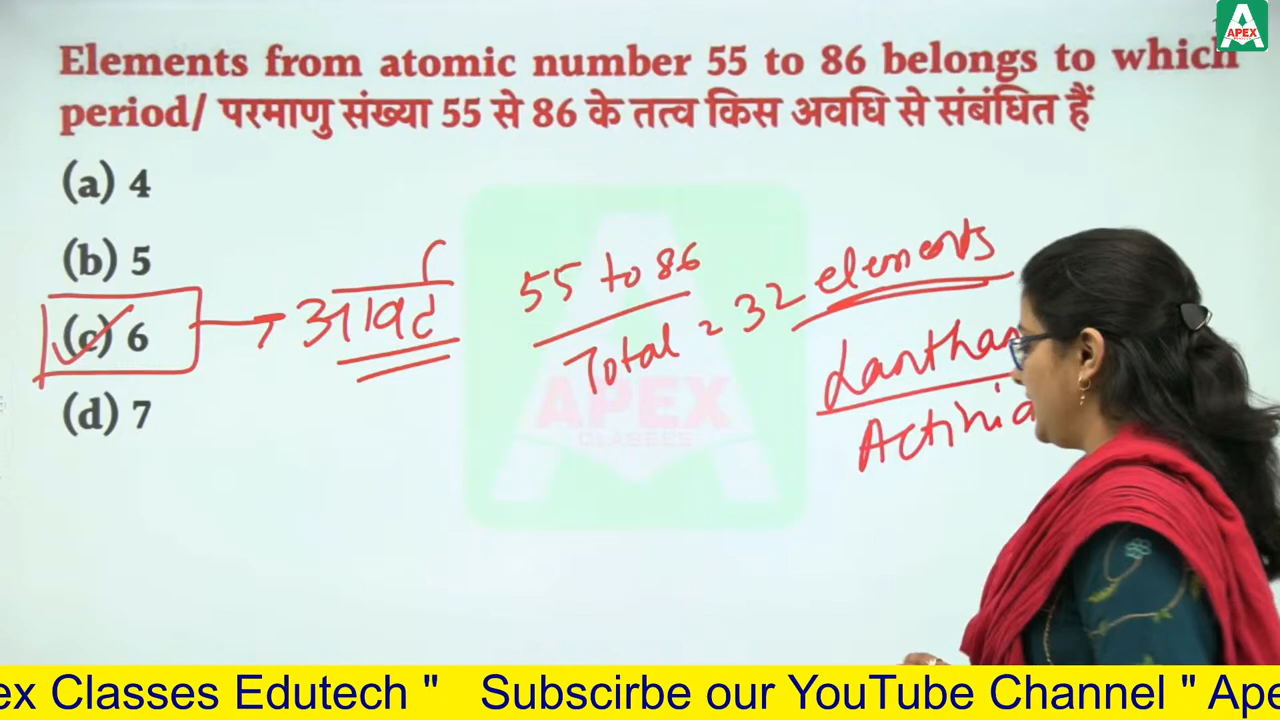 APEX
Elements from atomic number 55 to 86 belongs to which
period/ परमाणु संख्या 55 से 86 के तत्व किस अवधि से संबंधित हैं
(a) 4
(b) 5
(c) 6
(d) 7
आवर्त
55 to 86
Total = 32 elements
Lanthan
Actinid
APEX
CLASSES
ex Classes Edutech " Subscirbe our YouTube Channel " Ape